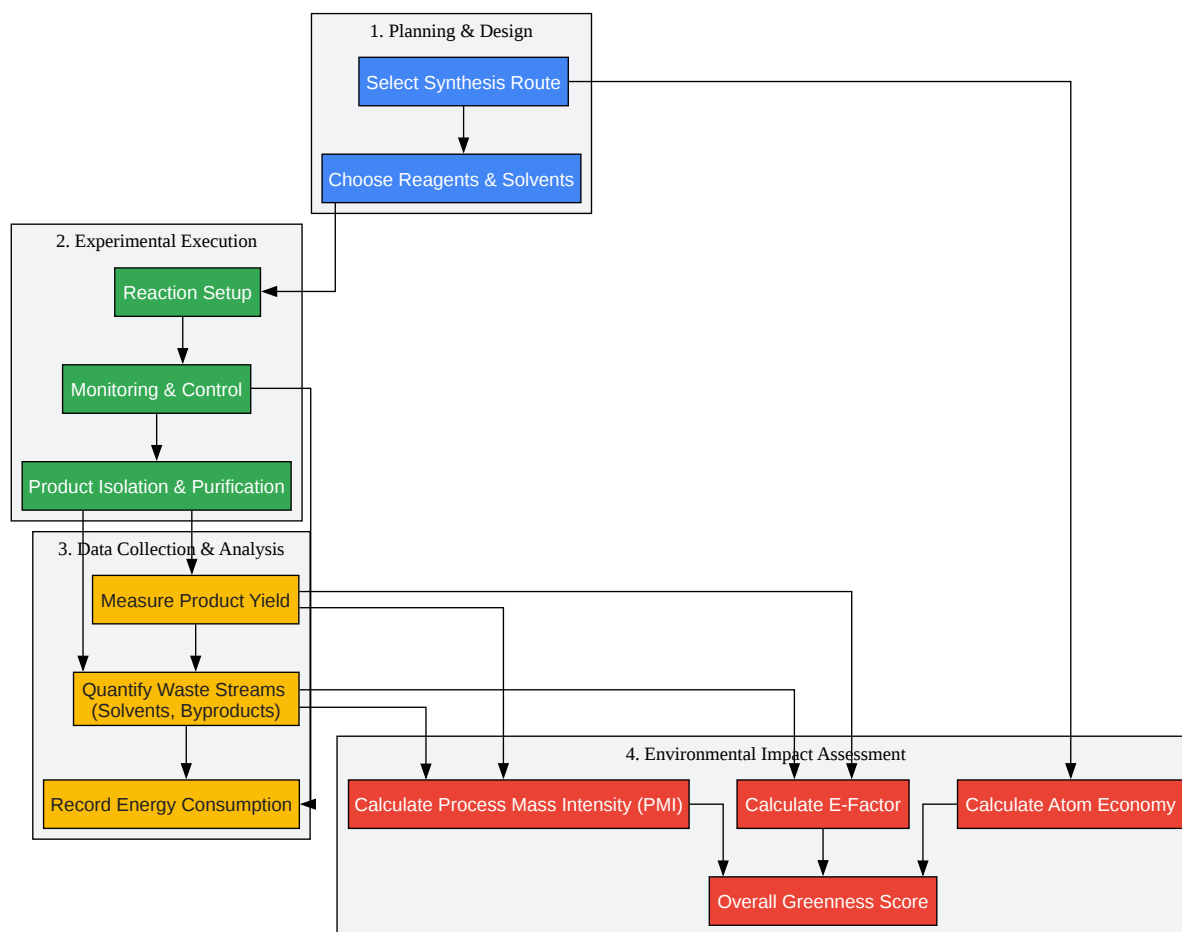 1. Planning & Design
Select Synthesis Route
Choose Reagents & Solvents
2. Experimental Execution
Reaction Setup
Monitoring & Control
Product Isolation & Purification
3. Data Collection & Analysis
Measure Product Yield
Quantify Waste Streams
(Solvents, Byproducts)
Record Energy Consumption
4. Environmental Impact Assessment
Calculate Process Mass Intensity (PMI)
Calculate E-Factor
Calculate Atom Economy
Overall Greenness Score